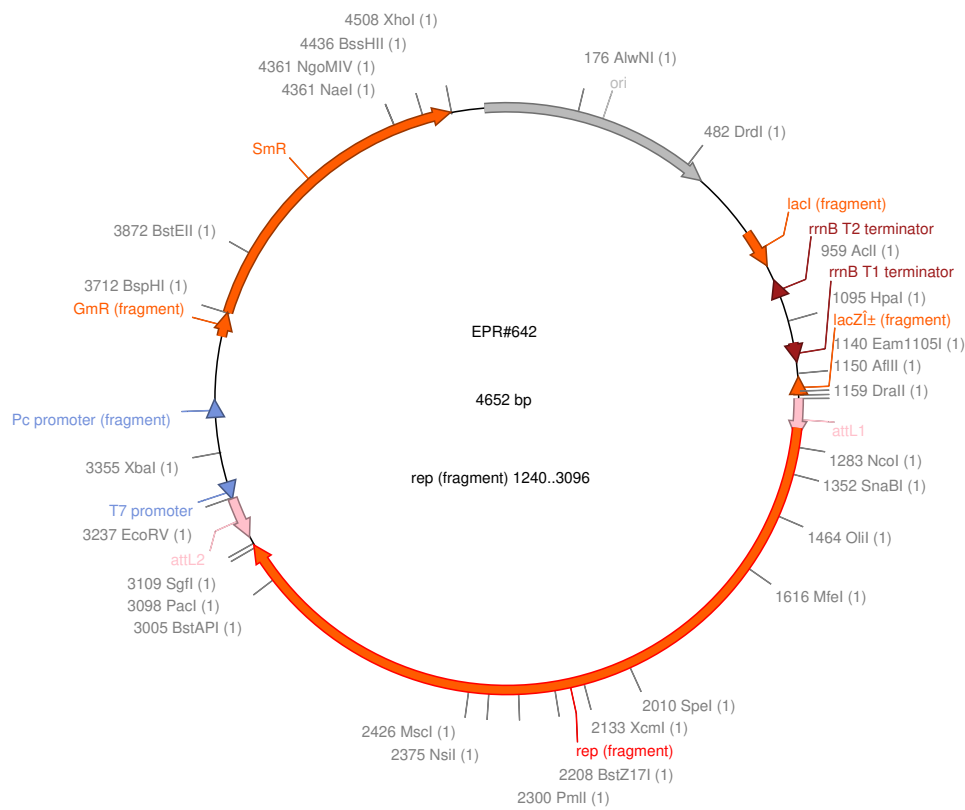 4508 XhoI (1)
4436 BssHII (1)
4361 NgoMIV (1)
4361 NaeI (1)
176 AlwNI (1)
ori
482 DrdI (1)
SmR
lacI (fragment)
rrnB T2 terminator
959 AclI (1)
rrnB T1 terminator
1095 HpaI (1)
lacZÎ± (fragment)
1140 Eam1105I (1)
1150 AflII (1)
1159 DraII (1)
attL1
1283 NcoI (1)
1352 SnaBI (1)
1464 OliI (1)
1616 MfeI (1)
2010 SpeI (1)
2133 XcmI (1)
rep (fragment)
2208 BstZ17I (1)
2300 PmlI (1)
2375 NsiI (1)
2426 MscI (1)
3005 BstAPI (1)
3098 PacI (1)
3109 SgfI (1)
attL2
3237 EcoRV (1)
T7 promoter
3355 XbaI (1)
Pc promoter (fragment)
GmR (fragment)
3712 BspHI (1)
3872 BstEII (1)
EPR#642
4652 bp
rep (fragment) 1240..3096